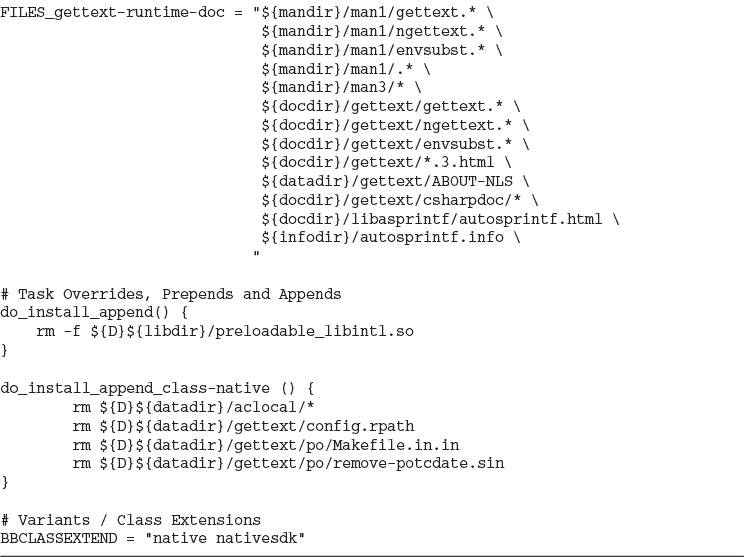 FILES_gettext-runtime-doc = "${mandir}/man1/gettext.* \
${mandir}/man1/ngettext.* \
${mandir}/man1/envsubst.* \
${mandir}/man1/.* \
${mandir}/man3/* \
${docdir}/gettext/gettext.* \
${docdir}/gettext/ngettext.* \
${docdir}/gettext/envsubst.* \
${docdir}/gettext/*.3.html \
${datadir}/gettext/ABOUT-NLS \
${docdir}/gettext/csharpdoc/* \
${docdir}/libasprintf/autosprintf.html \
${infodir}/autosprintf.info \
"
# Task Overrides, Prepends and Appends
do_install_append() {
rm -f ${D}${libdir}/preloadable_libintl.so
}
do_install_append_class-native () {
rm ${D}${datadir}/aclocal/*
rm ${D}${datadir}/gettext/config.rpath
rm ${D}${datadir}/gettext/po/Makefile.in.in
rm ${D}${datadir}/gettext/po/remove-potcdate.sin
}
# Variants / Class Extensions
BBCLASSEXTEND = "native nativesdk"